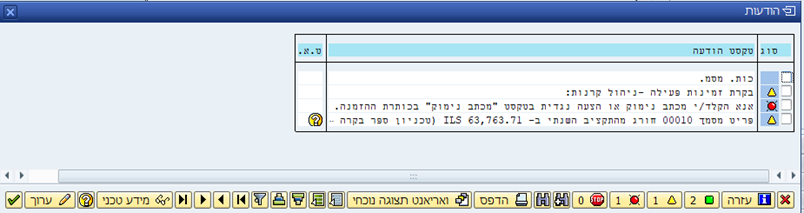 הודעות
סוג טקסט הודעה ט.א.
כות. מסמ.
בקרת זמינות פעילה -ניהול קרנות:
אנא הקלד/י מכתב נימוק או הצעה נגדית בטקסט "מכתב נימוק" בכותרת ההזמנה.
פריט מסמך 00010 חורג מהתקציב השנתי ב- ILS 63,763.71 (טכניון ספר בקרה -
עזרה 2 1 1 0 STOP הדפס ואריאנט תצוגה נוכחי מידע טכני ערוך